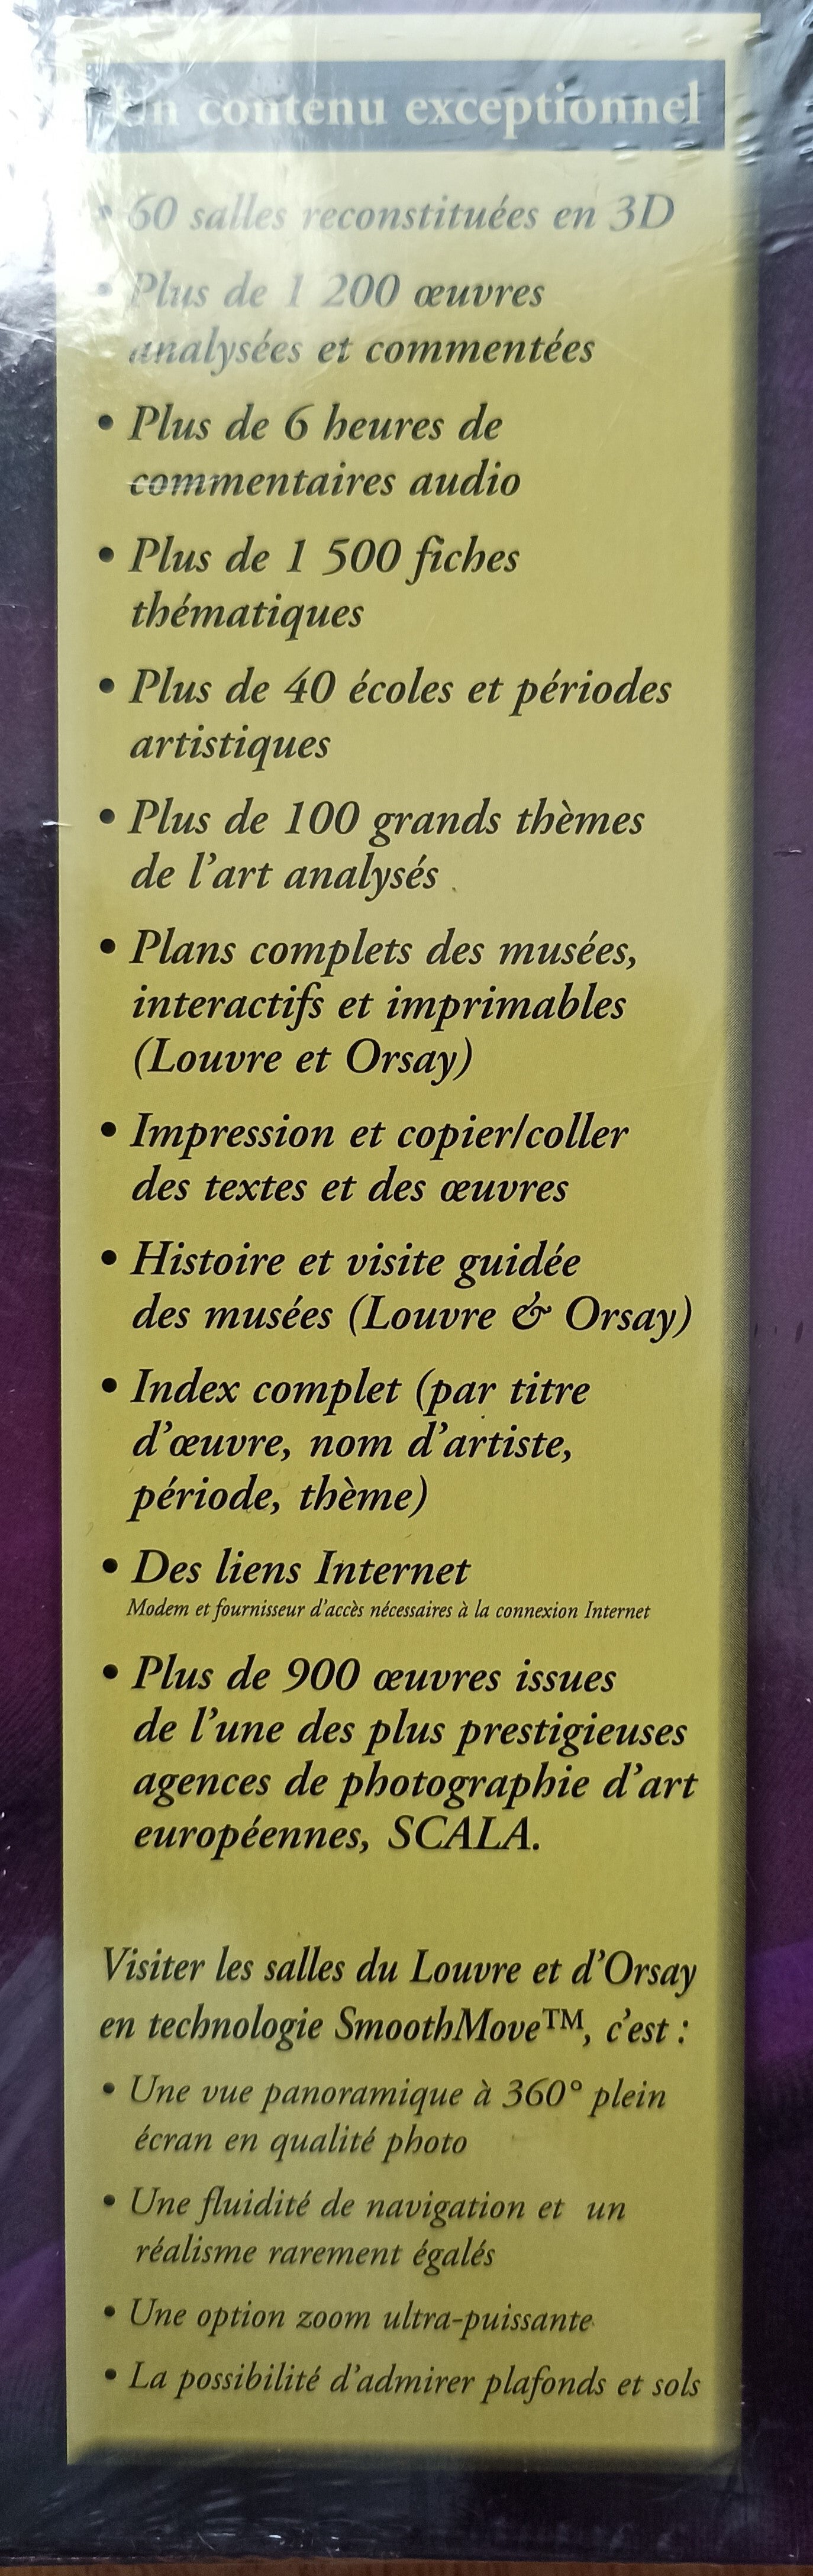 Un contenu exceptionnel
• 60 salles reconstituées en 3D
• Plus de 1 200 œuvres
analysées et commentées
• Plus de 6 heures de
commentaires audio
• Plus de 1 500 fiches
thématiques
• Plus de 40 écoles et périodes
artistiques
• Plus de 100 grands thèmes
de l’art analysés
• Plans complets des musées,
interactifs et imprimables
(Louvre et Orsay)
• Impression et copier/coller
des textes et des œuvres
• Histoire et visite guidée
des musées (Louvre & Orsay)
• Index complet (par titre
d’œuvre, nom d’artiste,
période, thème)
• Des liens Internet
Modem et fournisseur d’accès nécessaires à la connexion Internet
• Plus de 900 œuvres issues
de l’une des plus prestigieuses
agences de photographie d’art
européennes, SCALA.
Visiter les salles du Louvre et d’Orsay
en technologie SmoothMove™, c’est :
• Une vue panoramique à 360° plein
écran en qualité photo
• Une fluidité de navigation et un
réalisme rarement égalés
• Une option zoom ultra-puissante
• La possibilité d’admirer plafonds et sols